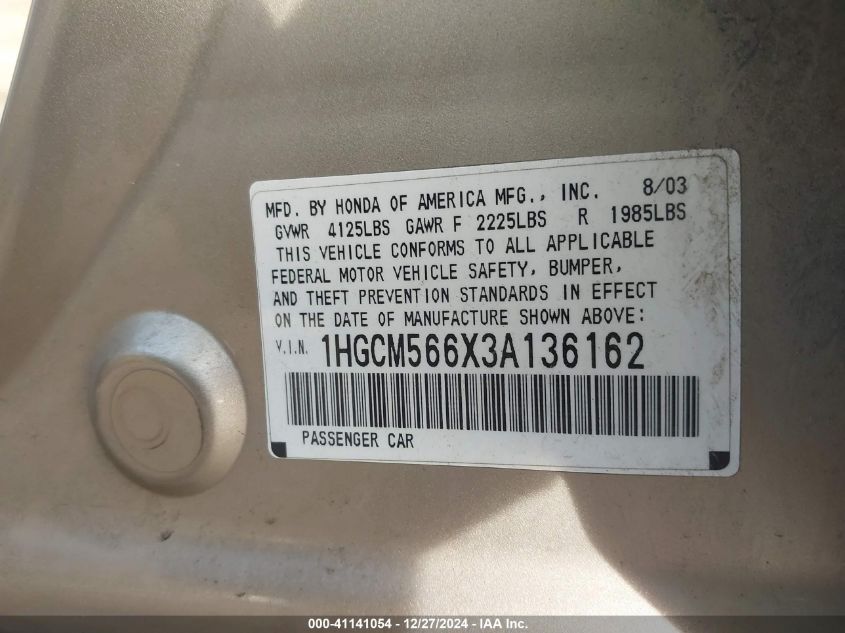 MFD. BY HONDA OF AMERICA MFG., INC. 8/03
GVWR 4125LBS GAWR F 2225LBS R 1985LBS
THIS VEHICLE CONFORMS TO ALL APPLICABLE
FEDERAL MOTOR VEHICLE SAFETY, BUMPER,
AND THEFT PREVENTION STANDARDS IN EFFECT
ON THE DATE OF MANUFACTURE SHOWN ABOVE:
V.I.N. 1HGCM566X3A136162
PASSENGER CAR
000-41141054 - 12/27/2024 - IAA Inc.